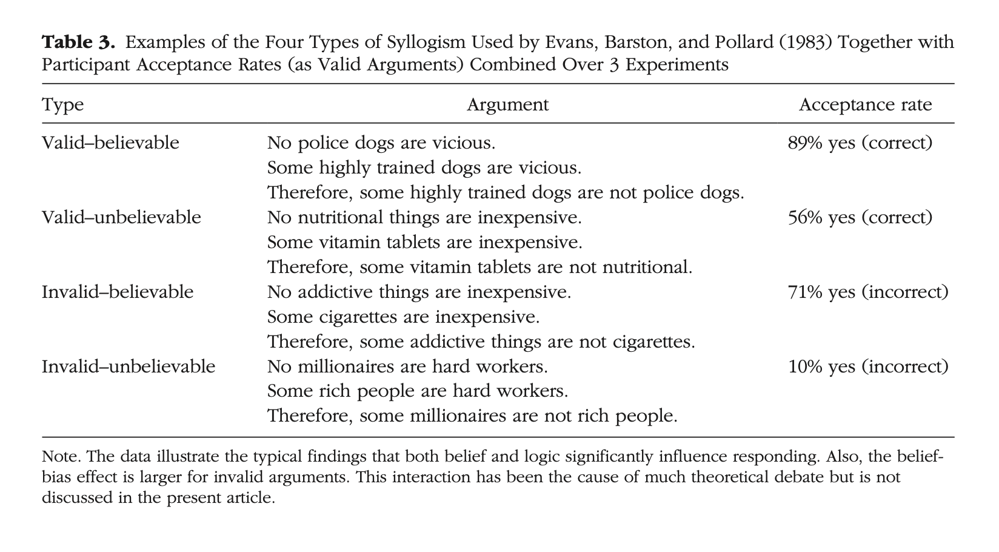 Table 3. Examples of the Four Types of Syllogism Used by Evans, Barston, and Pollard (1983) Together with
Participant Acceptance Rates (as Valid Arguments) Combined Over 3 Experiments
Type Argument Acceptance rate
Valid–believable No police dogs are vicious. 89% yes (correct)
Some highly trained dogs are vicious.
Therefore, some highly trained dogs are not police dogs.
Valid–unbelievable No nutritional things are inexpensive. 56% yes (correct)
Some vitamin tablets are inexpensive.
Therefore, some vitamin tablets are not nutritional.
Invalid–believable No addictive things are inexpensive. 71% yes (incorrect)
Some cigarettes are inexpensive.
Therefore, some addictive things are not cigarettes.
Invalid–unbelievable No millionaires are hard workers. 10% yes (incorrect)
Some rich people are hard workers.
Therefore, some millionaires are not rich people.
Note. The data illustrate the typical findings that both belief and logic significantly influence responding. Also, the belief-
bias effect is larger for invalid arguments. This interaction has been the cause of much theoretical debate but is not
discussed in the present article.